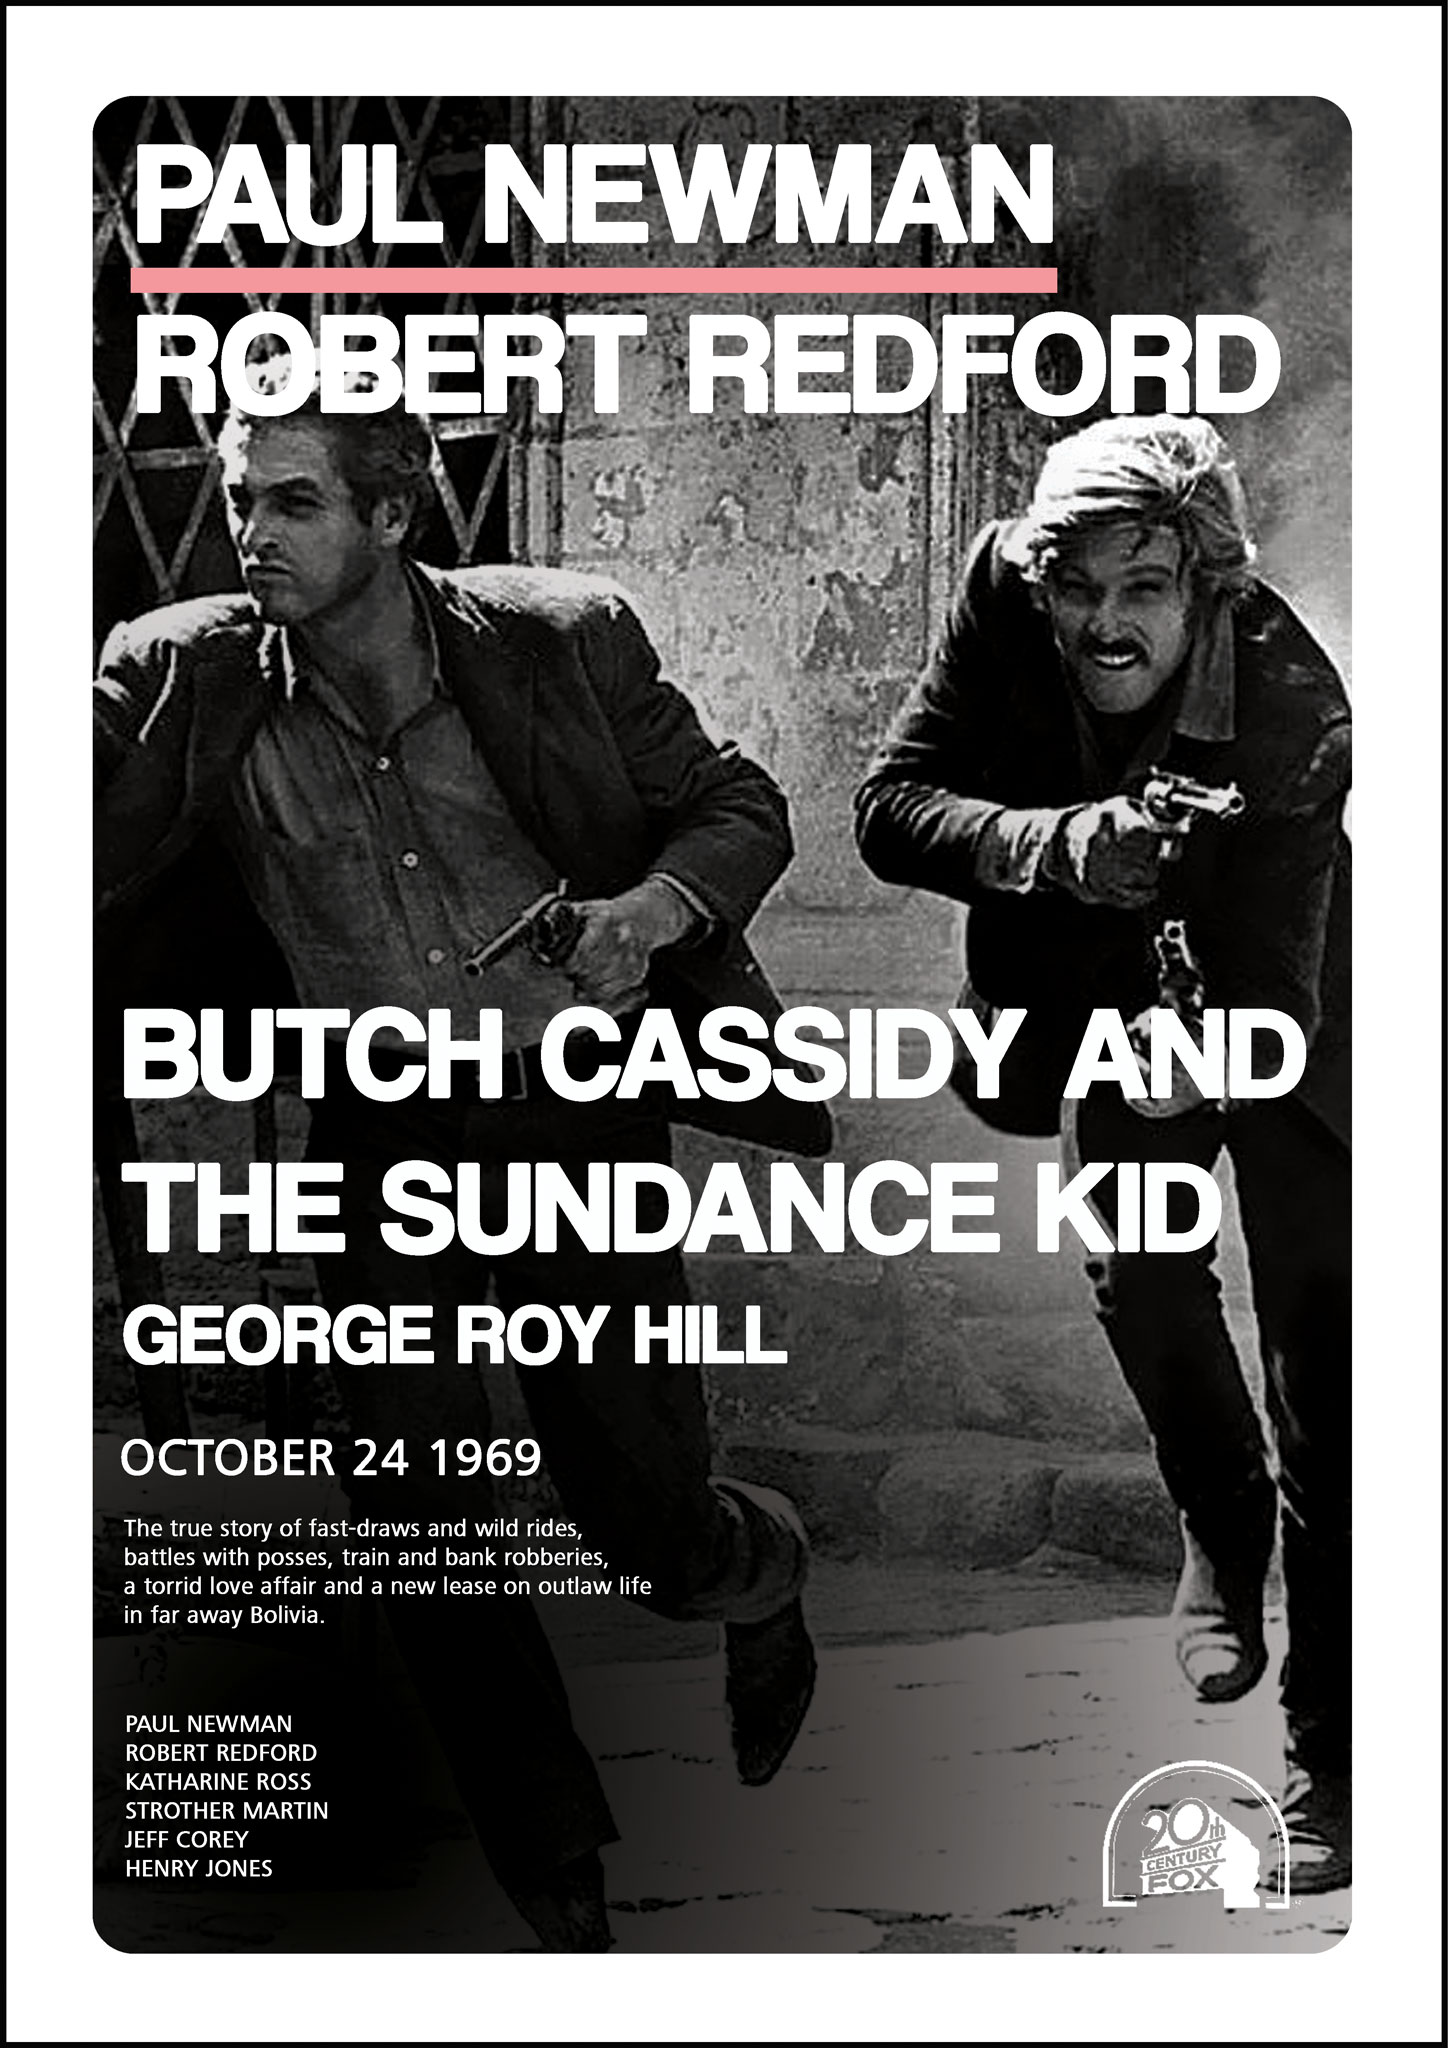 PAUL NEWMAN
ROBERT REDFORD
BUTCH CASSIDY AND
THE SUNDANCE KID
GEORGE ROY HILL
OCTOBER 24 1969
The true story of fast-draws and wild rides,
battles with posses, train and bank robberies,
a torrid love affair and a new lease on outlaw life
in far away Bolivia.
PAUL NEWMAN
ROBERT REDFORD
KATHARINE ROSS
STROTHER MARTIN
JEFF COREY
HENRY JONES
20th
CENTURY
FOX